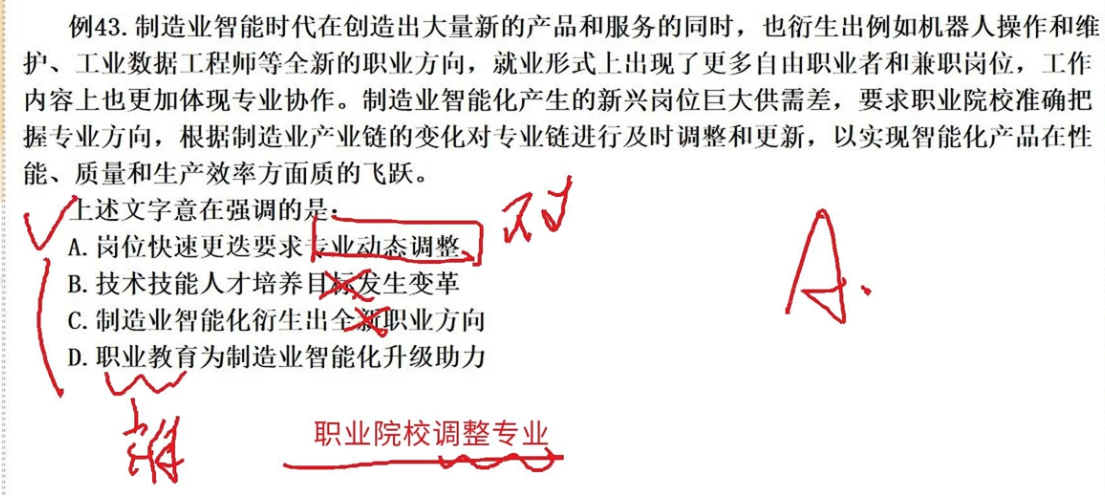 例43.制造业智能时代在创造出大量新的产品和服务的同时，也衍生出例如机器人操作和维
护、工业数据工程师等全新的职业方向，就业形式上出现了更多自由职业者和兼职岗位，工作
内容上也更加体现专业协作。制造业智能化产生的新兴岗位巨大供需差，要求职业院校准确把
握专业方向，根据制造业产业链的变化对专业链进行及时调整和更新，以实现智能化产品在性
能、质量和生产效率方面质的飞跃。
上述文字意在强调的是：
A.岗位快速更迭要求专业动态调整
B.技术技能人才培养目标发生变革
C.制造业智能化衍生出全新职业方向
D.职业教育为制造业智能化升级助力
A.
职业院校调整专业